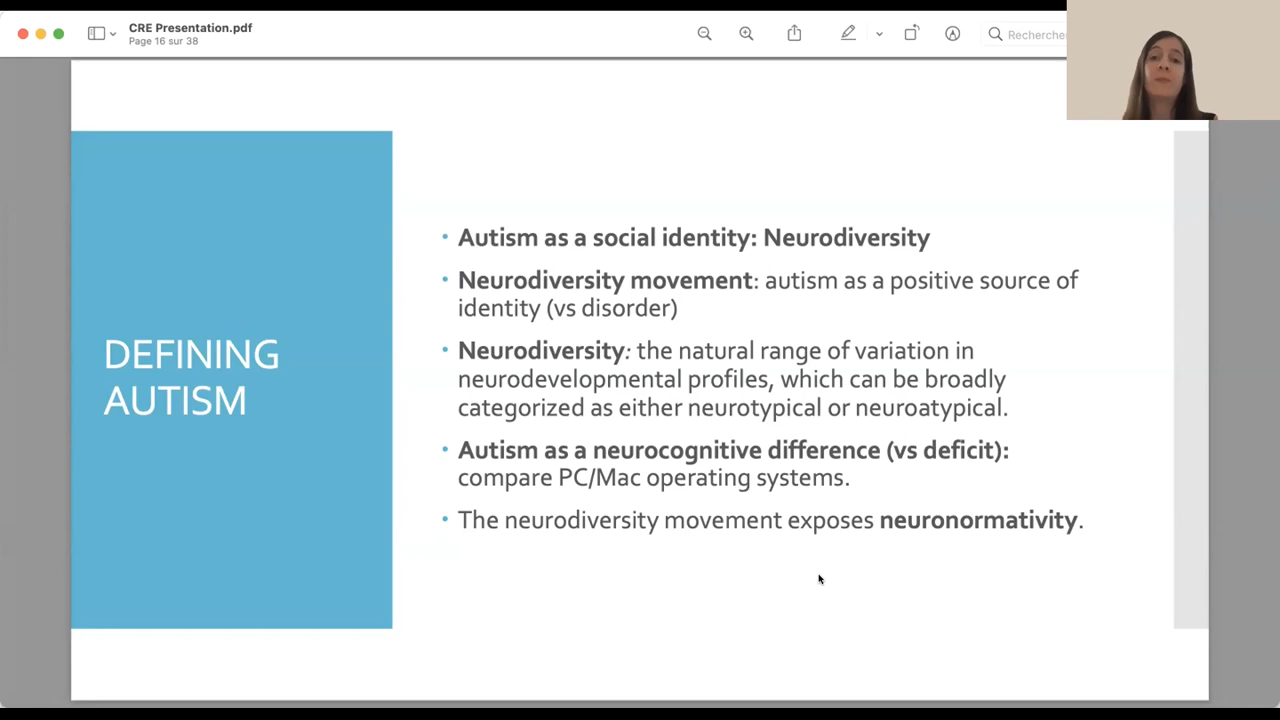 CRE Presentation.pdf
Page 16 sur 38
Recherche
DEFINING
AUTISM
• Autism as a social identity: Neurodiversity
• Neurodiversity movement: autism as a positive source of
identity (vs disorder)
• Neurodiversity: the natural range of variation in
neurodevelopmental profiles, which can be broadly
categorized as either neurotypical or neuroatypical.
• Autism as a neurocognitive difference (vs deficit):
compare PC/Mac operating systems.
• The neurodiversity movement exposes neuronormativity.